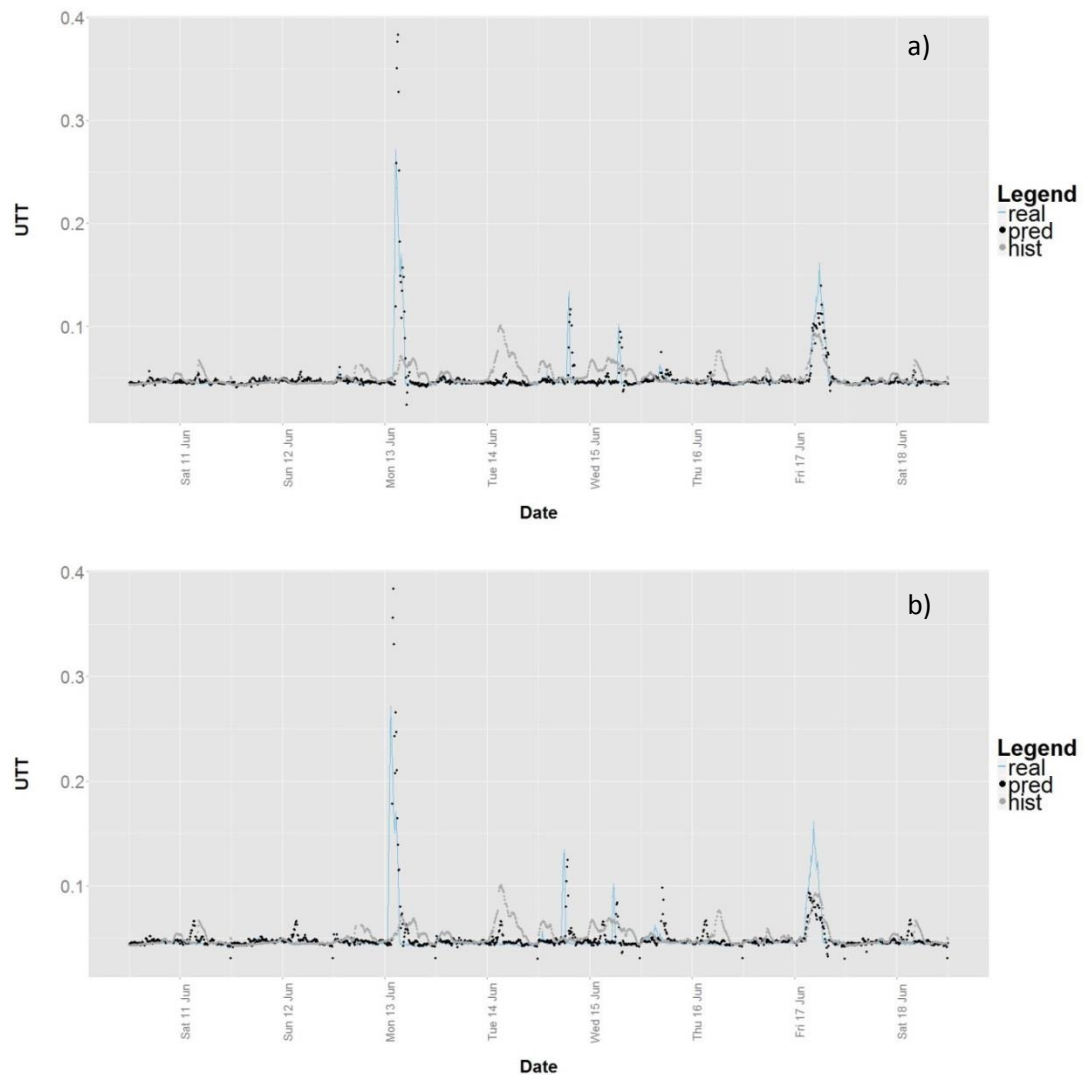 a)
0.4
0.3
0.2
0.1
UTT
Sat 11 Jun
Sun 12 Jun
Mon 13 Jun
Tue 14 Jun
Wed 15 Jun
Thu 16 Jun
Fri 17 Jun
Sat 18 Jun
Date
Legend
real
pred
hist
b)
0.4
0.3
0.2
0.1
UTT
Sat 11 Jun
Sun 12 Jun
Mon 13 Jun
Tue 14 Jun
Wed 15 Jun
Thu 16 Jun
Fri 17 Jun
Sat 18 Jun
Date
Legend
real
pred
hist